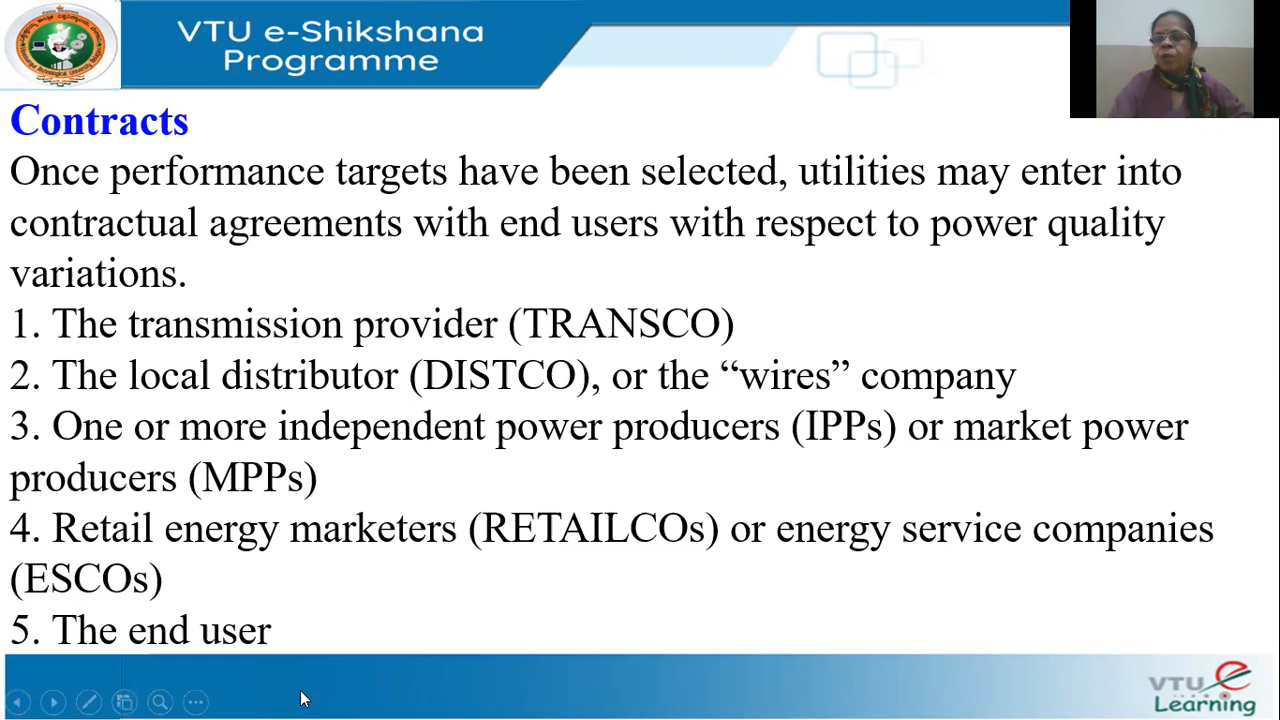 VTU e-Shikshana
Programme
Contracts
Once performance targets have been selected, utilities may enter into
contractual agreements with end users with respect to power quality
variations.
1. The transmission provider (TRANSCO)
2. The local distributor (DISTCO), or the “wires” company
3. One or more independent power producers (IPPs) or market power
producers (MPPs)
4. Retail energy marketers (RETAILCOs) or energy service companies
(ESCOs)
5. The end user
VTU e
Learning